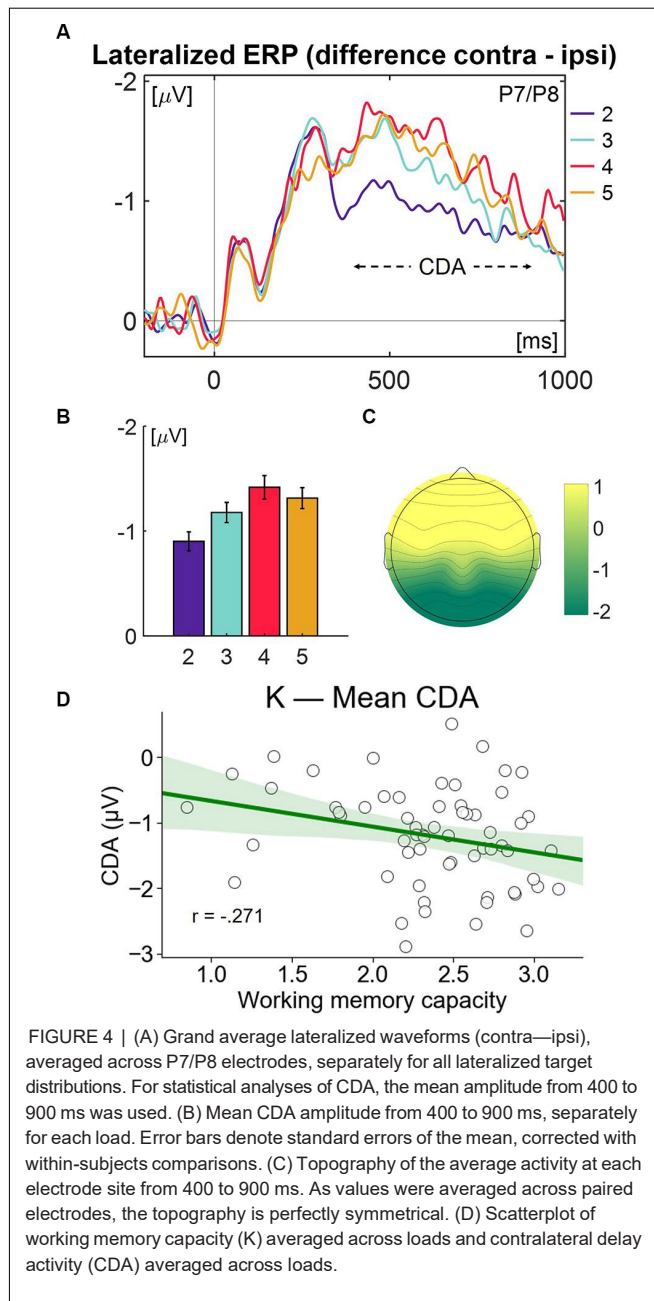 A
Lateralized ERP (difference contra - ipsi)
-2
[μV]
P7/P8
2
3
4
5
-1
CDA
0
[ms]
0
500
1000
B
-2
[μV]
-1
0
2
3
4
5
C
1
0
-1
-2
D
K — Mean CDA
0
−1
−2
−3
CDA (μV)
r = -.271
1.0
1.5
2.0
2.5
3.0
Working memory capacity
FIGURE 4 | (A) Grand average lateralized waveforms (contra—ipsi),
averaged across P7/P8 electrodes, separately for all lateralized target
distributions. For statistical analyses of CDA, the mean amplitude from 400 to
900 ms was used. (B) Mean CDA amplitude from 400 to 900 ms, separately
for each load. Error bars denote standard errors of the mean, corrected with
within-subjects comparisons. (C) Topography of the average activity at each
electrode site from 400 to 900 ms. As values were averaged across paired
electrodes, the topography is perfectly symmetrical. (D) Scatterplot of
working memory capacity (K) averaged across loads and contralateral delay
activity (CDA) averaged across loads.